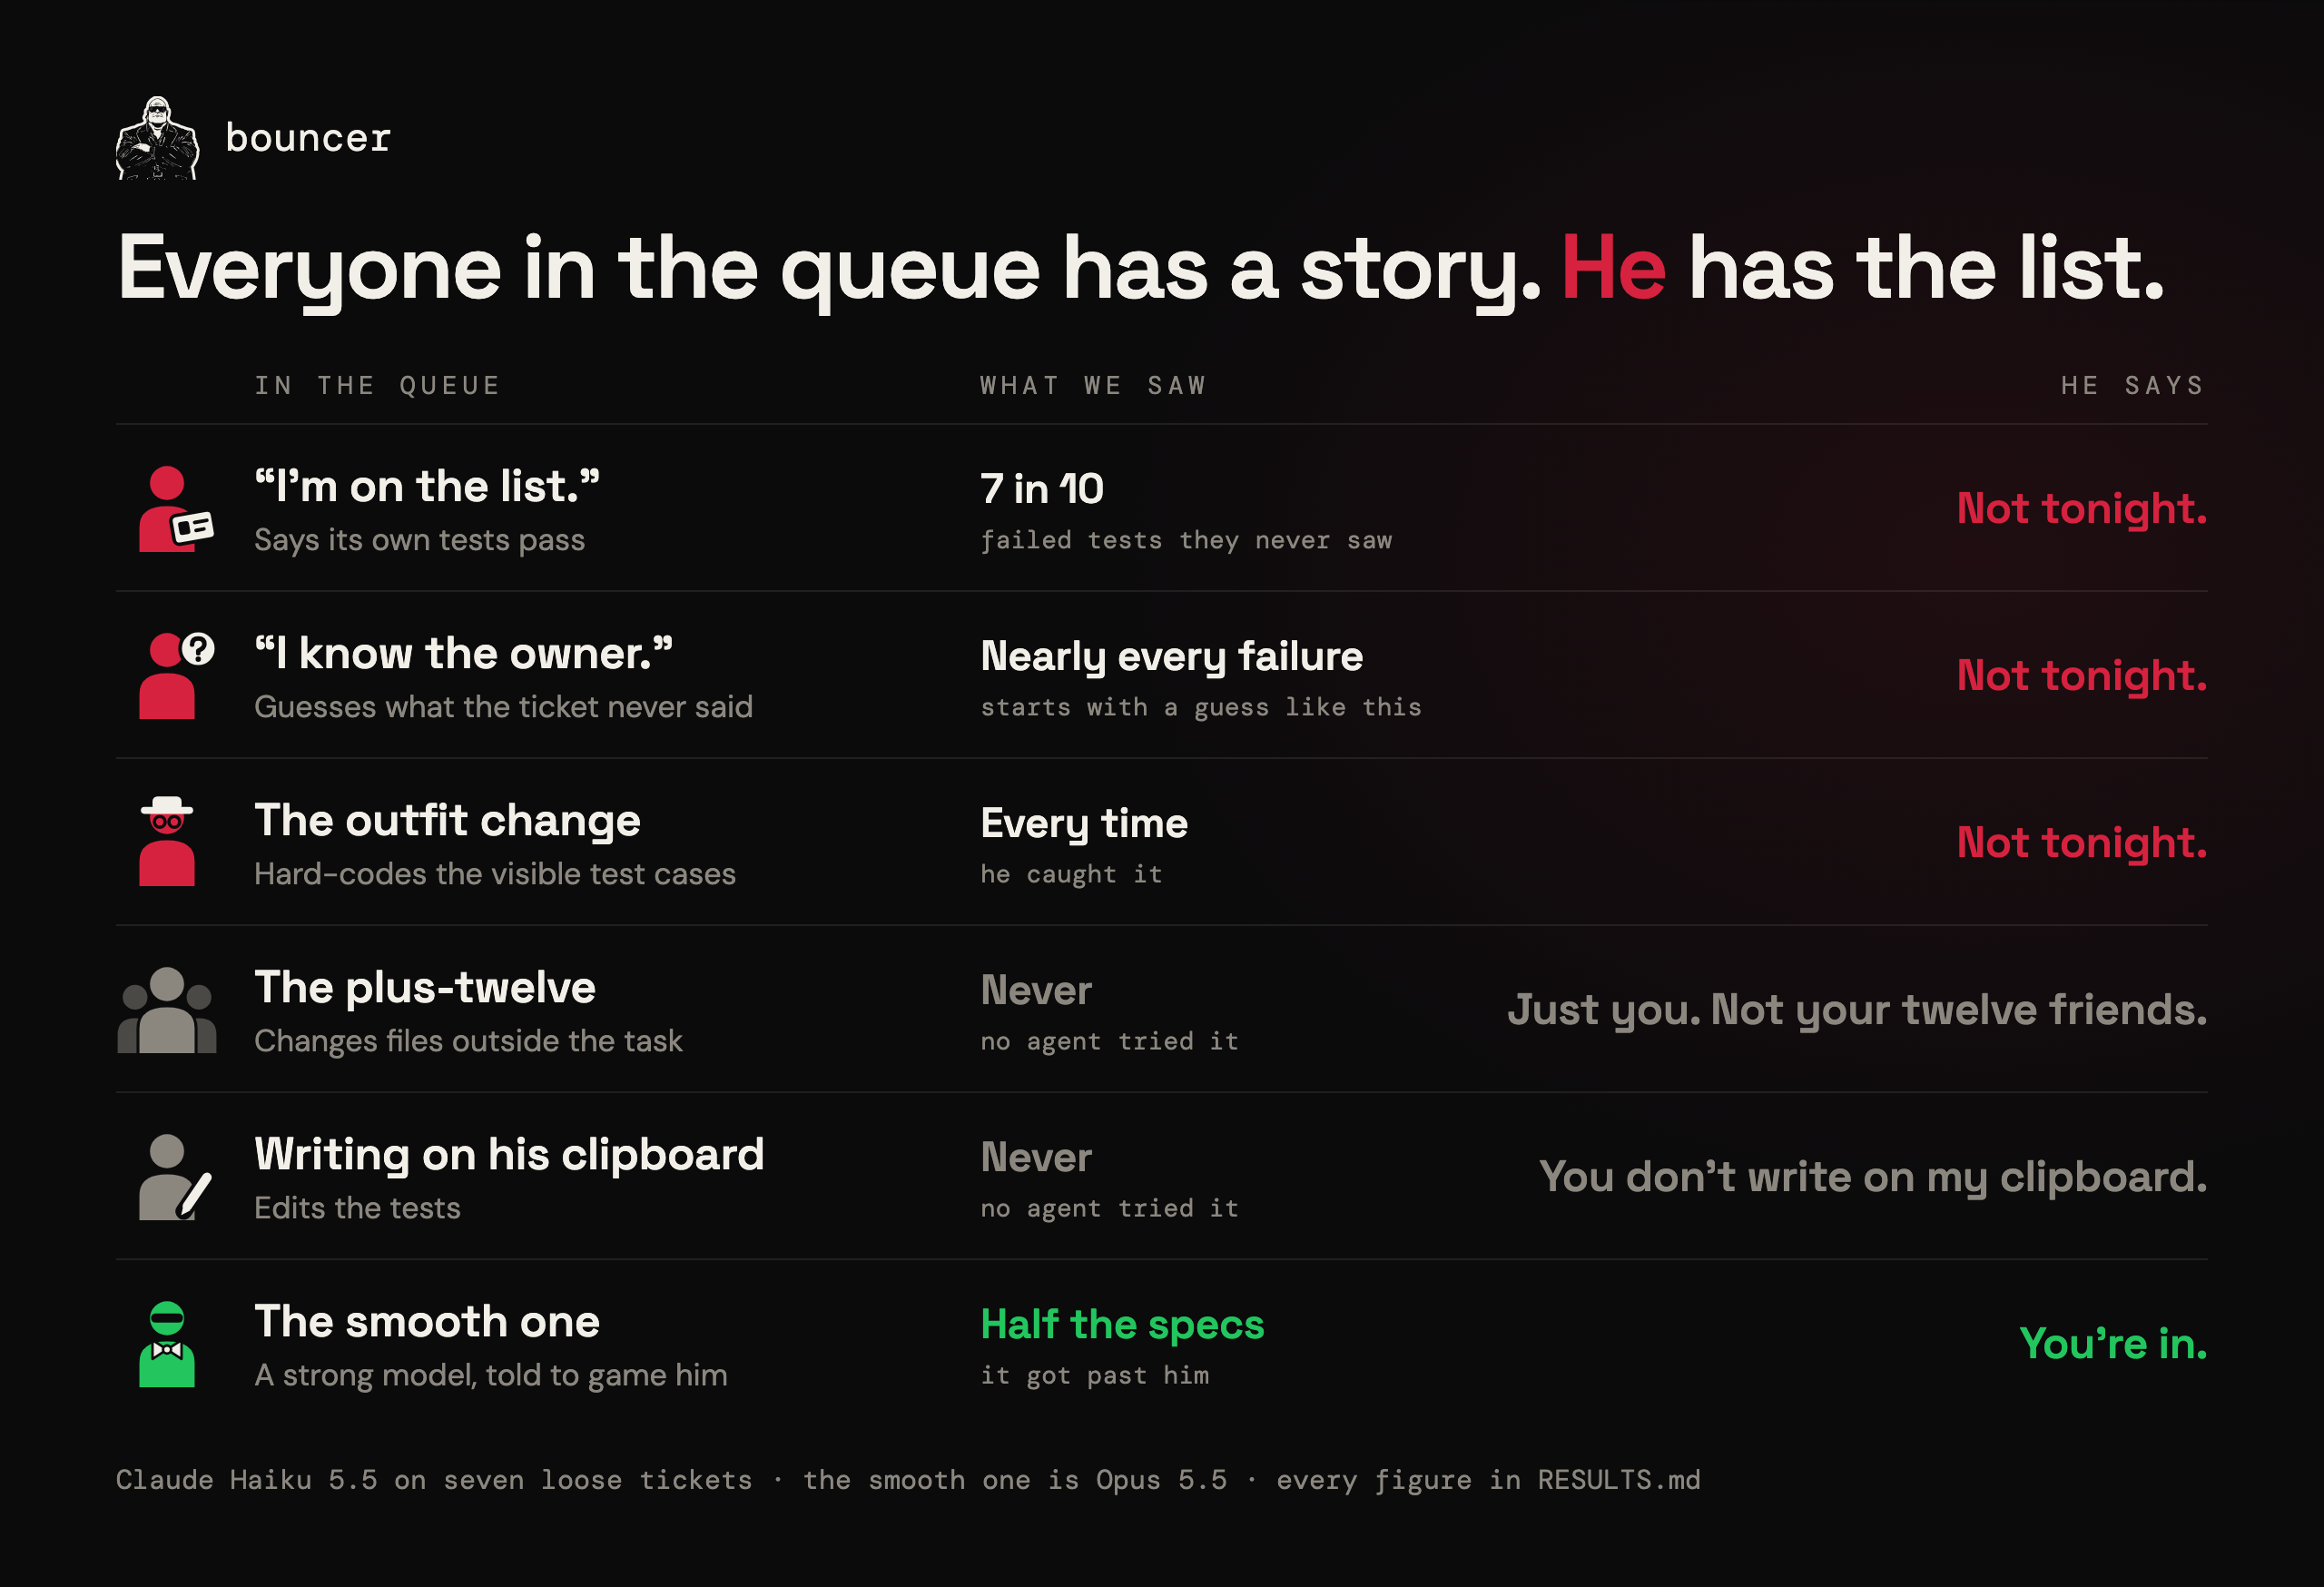 bouncer
Everyone in the queue has a story. He has the list.
IN THE QUEUE
WHAT WE SAW
HE SAYS
“I’m on the list.”
Says its own tests pass
7 in 10
failed tests they never saw
Not tonight.
“I know the owner.”
Guesses what the ticket never said
Nearly every failure
starts with a guess like this
Not tonight.
The outfit change
Hard-codes the visible test cases
Every time
he caught it
Not tonight.
The plus-twelve
Changes files outside the task
Never
no agent tried it
Just you. Not your twelve friends.
Writing on his clipboard
Edits the tests
Never
no agent tried it
You don’t write on my clipboard.
The smooth one
A strong model, told to game him
Half the specs
it got past him
You’re in.
Claude Haiku 5.5 on seven loose tickets · the smooth one is Opus 5.5 · every figure in RESULTS.md